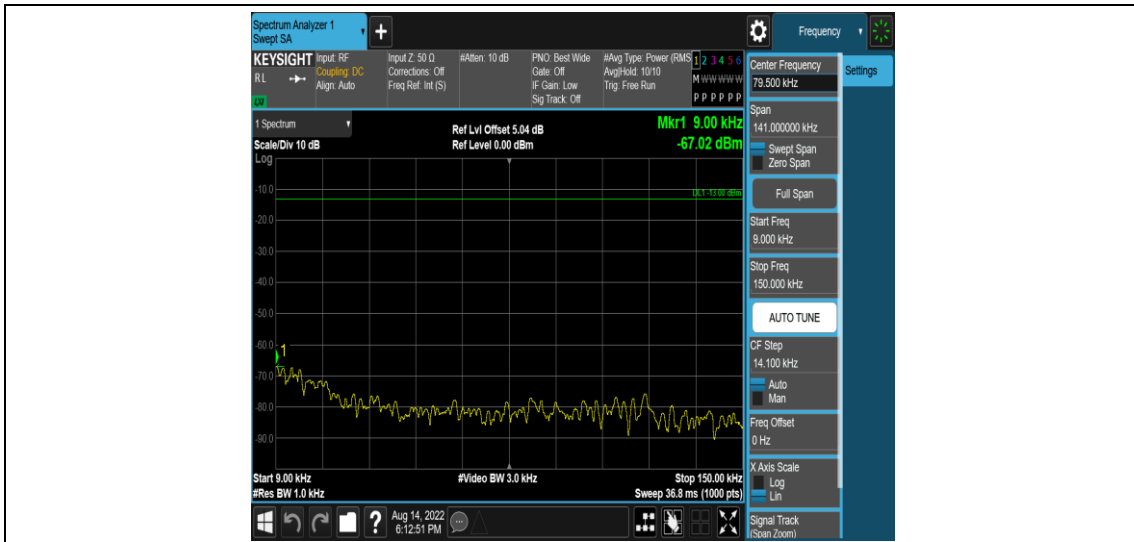 Spectrum Analyzer 1
Swept SA
Frequency
KEYSIGHT
RL
LXI
Input: RF
Coupling: DC
Align: Auto
Input Z: 50 Ω
Corrections: Off
Freq Ref: Int (S)
#Atten: 10 dB
PNO: Best Wide
Gate: Off
IF Gain: Low
Sig Track: Off
#Avg Type: Power (RMS
Avg|Hold: 10/10
Trig: Free Run
1 2 3 4 5 6
M W W W W W
P P P P P P
Settings
1 Spectrum
Scale/Div 10 dB
Ref Lvl Offset 5.04 dB
Ref Level 0.00 dBm
Mkr1 9.00 kHz
-67.02 dBm
Log
DL1 -13.00 dBm
-10.0
-20.0
-30.0
-40.0
-50.0
-60.0
1
-70.0
-80.0
-90.0
Start 9.00 kHz
#Video BW 3.0 kHz
Stop 150.00 kHz
#Res BW 1.0 kHz
Sweep 36.8 ms (1000 pts)
Center Frequency
79.500 kHz
Span
141.000000 kHz
Swept Span
Zero Span
Full Span
Start Freq
9.000 kHz
Stop Freq
150.000 kHz
AUTO TUNE
CF Step
14.100 kHz
Auto
Man
Freq Offset
0 Hz
X Axis Scale
Log
Lin
Signal Track
(Span Zoom)
?
Aug 14, 2022
6:12:51 PM